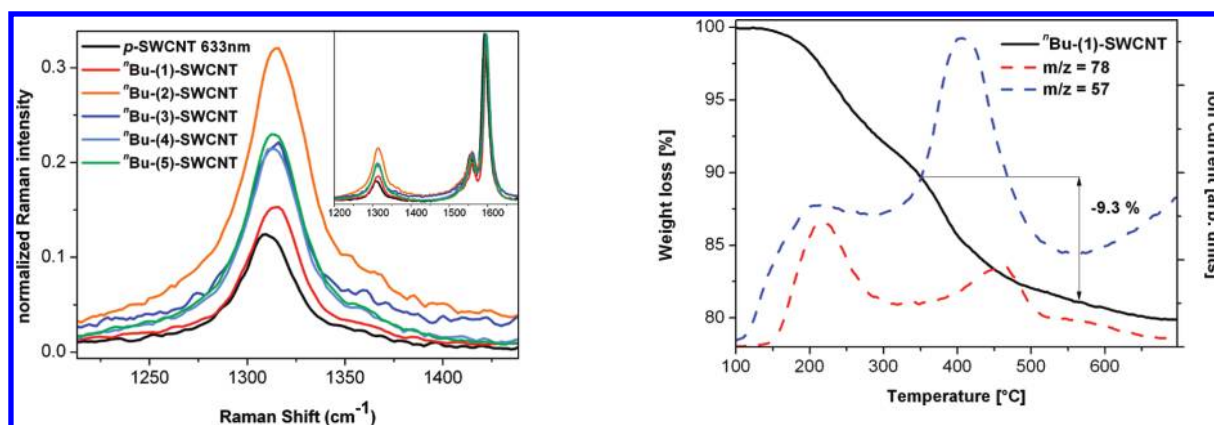 p-SWCNT 633nm
ⁿBu-(1)-SWCNT
ⁿBu-(2)-SWCNT
ⁿBu-(3)-SWCNT
ⁿBu-(4)-SWCNT
ⁿBu-(5)-SWCNT
normalized Raman intensity
0.3
0.2
0.1
0.0
1200 1300 1400 1500 1600
1250 1300 1350 1400
Raman Shift (cm⁻¹)
ⁿBu-(1)-SWCNT
m/z = 78
m/z = 57
Weight loss [%]
100
95
90
85
80
-9.3 %
100 200 300 400 500 600
Temperature [°C]
Ion current [arb. units]